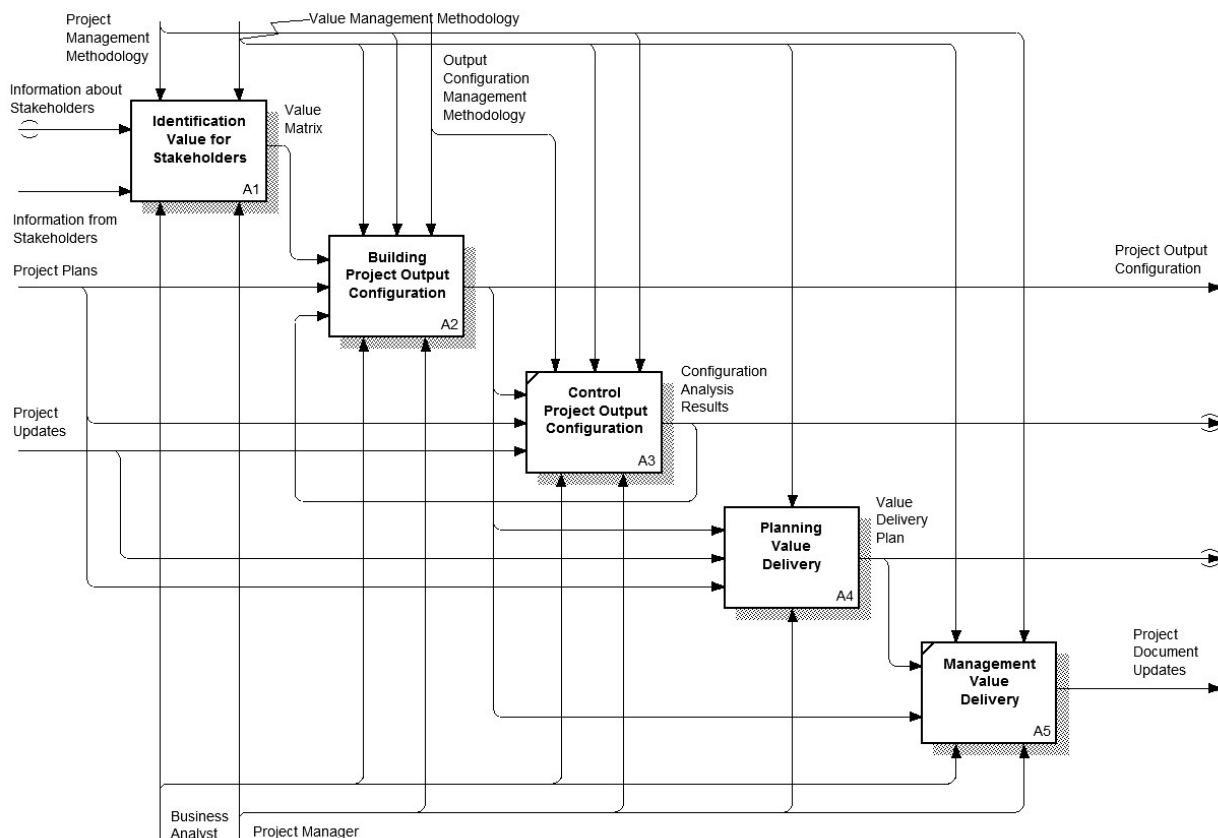 Project
Management
Methodology
Value Management Methodology
Output
Configuration
Management
Methodology
Information about
Stakeholders
Identification
Value for
Stakeholders
A1
Value
Matrix
Information from
Stakeholders
Project Plans
Building
Project Output
Configuration
A2
Project Output
Configuration
Project
Updates
Control
Project Output
Configuration
A3
Configuration
Analysis
Results
Planning
Value
Delivery
A4
Value
Delivery
Plan
Management
Value
Delivery
A5
Project
Document
Updates
Business
Analyst
Project Manager